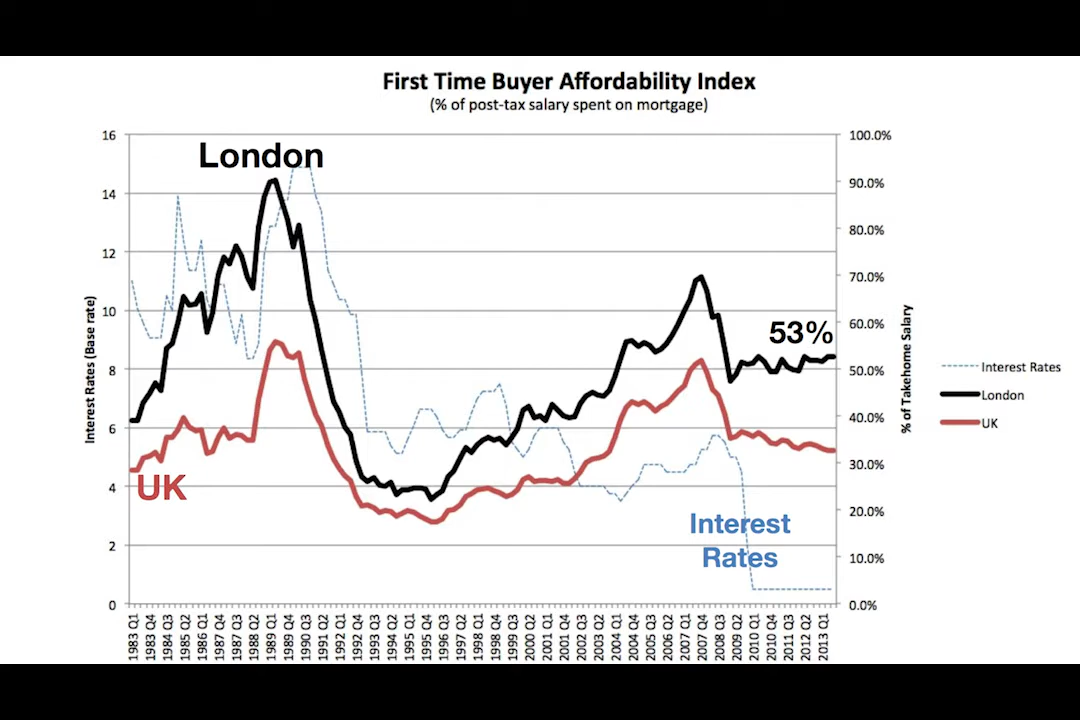 First Time Buyer Affordability Index
(% of post-tax salary spent on mortgage)
16
14
12
10
8
6
4
2
0
Interest Rates (Base rate)
100.0%
90.0%
80.0%
70.0%
60.0%
50.0%
40.0%
30.0%
20.0%
10.0%
0.0%
% of Takehome Salary
London
UK
53%
Interest
Rates
Interest Rates
London
UK
1983 Q1
1983 Q4
1984 Q3
1985 Q2
1986 Q1
1986 Q4
1987 Q3
1988 Q2
1989 Q1
1989 Q4
1990 Q3
1991 Q2
1992 Q1
1992 Q4
1993 Q3
1994 Q2
1995 Q1
1995 Q4
1996 Q3
1997 Q2
1998 Q1
1998 Q4
1999 Q3
2000 Q2
2001 Q1
2001 Q4
2002 Q3
2003 Q2
2004 Q1
2004 Q4
2005 Q3
2006 Q2
2007 Q1
2007 Q4
2008 Q3
2009 Q2
2010 Q1
2010 Q4
2011 Q3
2012 Q2
2013 Q1